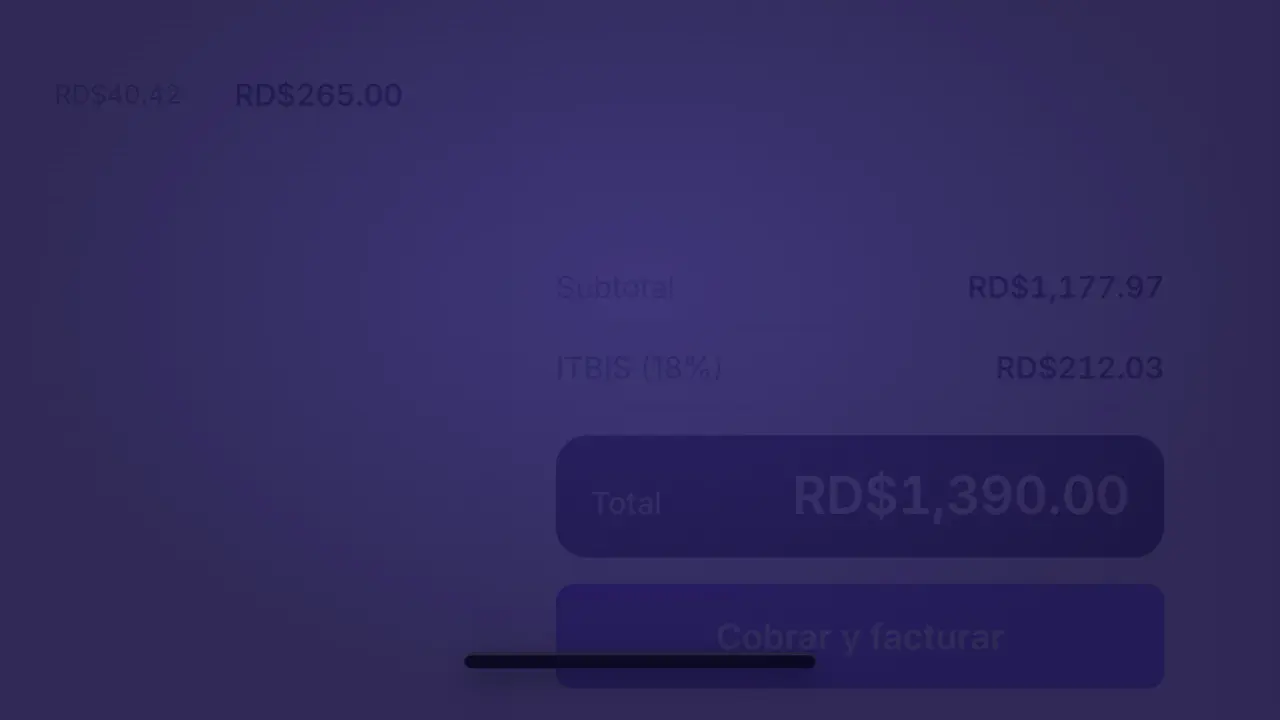 RD$40.42 RD$265.00
Subtotal RD$1,177.97
ITBIS (18%) RD$212.03
Total RD$1,390.00
Cobrar y facturar